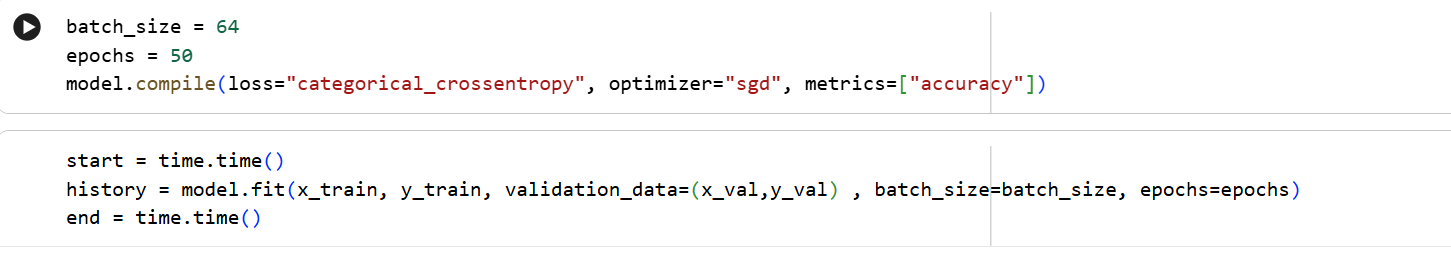 batch_size = 64
epochs = 50
model.compile(loss="categorical_crossentropy", optimizer="sgd", metrics=["accuracy"])
start = time.time()
history = model.fit(x_train, y_train, validation_data=(x_val,y_val) , batch_size=batch_size, epochs=epochs)
end = time.time()